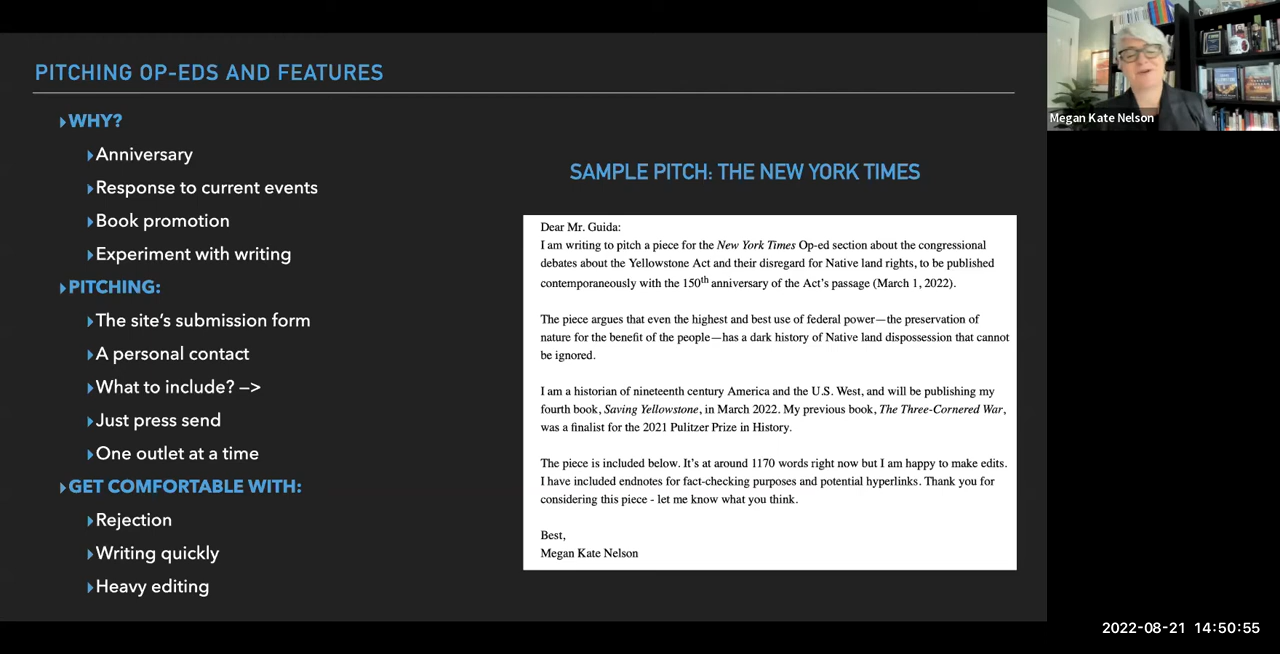 PITCHING OP-EDS AND FEATURES
WHY?
Anniversary
Response to current events
Book promotion
Experiment with writing
PITCHING:
The site's submission form
A personal contact
What to include? —>
Just press send
One outlet at a time
GET COMFORTABLE WITH:
Rejection
Writing quickly
Heavy editing
SAMPLE PITCH: THE NEW YORK TIMES
Dear Mr. Guida:
I am writing to pitch a piece for the New York Times Op-ed section about the congressional
debates about the Yellowstone Act and their disregard for Native land rights, to be published
contemporaneously with the 150th anniversary of the Act's passage (March 1, 2022).
The piece argues that even the highest and best use of federal power—the preservation of
nature for the benefit of the people—has a dark history of Native land dispossession that cannot
be ignored.
I am a historian of nineteenth century America and the U.S. West, and will be publishing my
fourth book, Saving Yellowstone, in March 2022. My previous book, The Three-Cornered War,
was a finalist for the 2021 Pulitzer Prize in History.
The piece is included below. It's at around 1170 words right now but I am happy to make edits.
I have included endnotes for fact-checking purposes and potential hyperlinks. Thank you for
considering this piece - let me know what you think.
Best,
Megan Kate Nelson
Megan Kate Nelson
2022-08-21 14:50:55